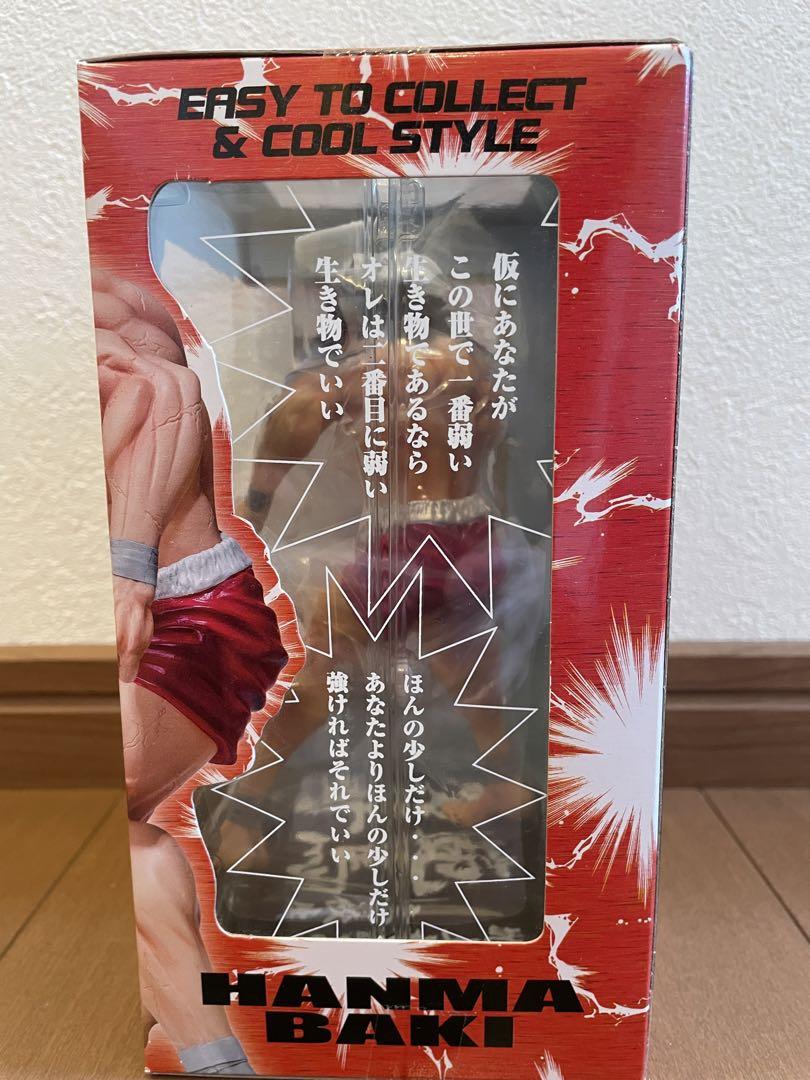 EASY TO COLLECT
& COOL STYLE
仮にあなたが
この世で一番弱い
生き物であるなら
オレは二番目に弱い
生き物でいい
ほんの少しだけ・・・・
あなたよりほんの少しだけ
強ければそれでいい
HANMA
BAKI